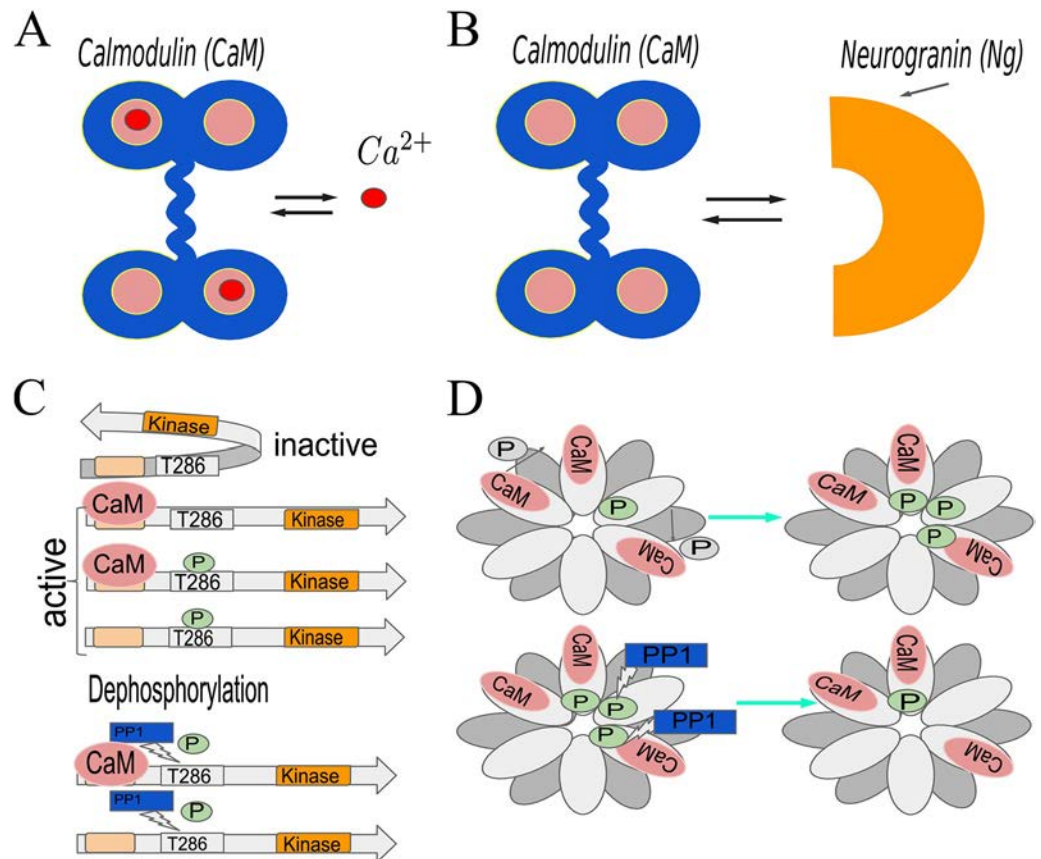 A
Calmodulin (CaM)
Ca2+
B
Calmodulin (CaM)
Neurogranin (Ng)
C
Kinase
inactive
T286
CaM
T286
Kinase
active
CaM
P
T286
Kinase
P
T286
Kinase
Dephosphorylation
PP1
P
CaM
T286
Kinase
PP1
P
T286
Kinase
D
P
CaM
CaM
P
CaM
P
CaM
CaM
P
P
P
CaM
CaM
PP1
CaM
P
P
PP1
P
CaM
CaM
CaM
P
CaM